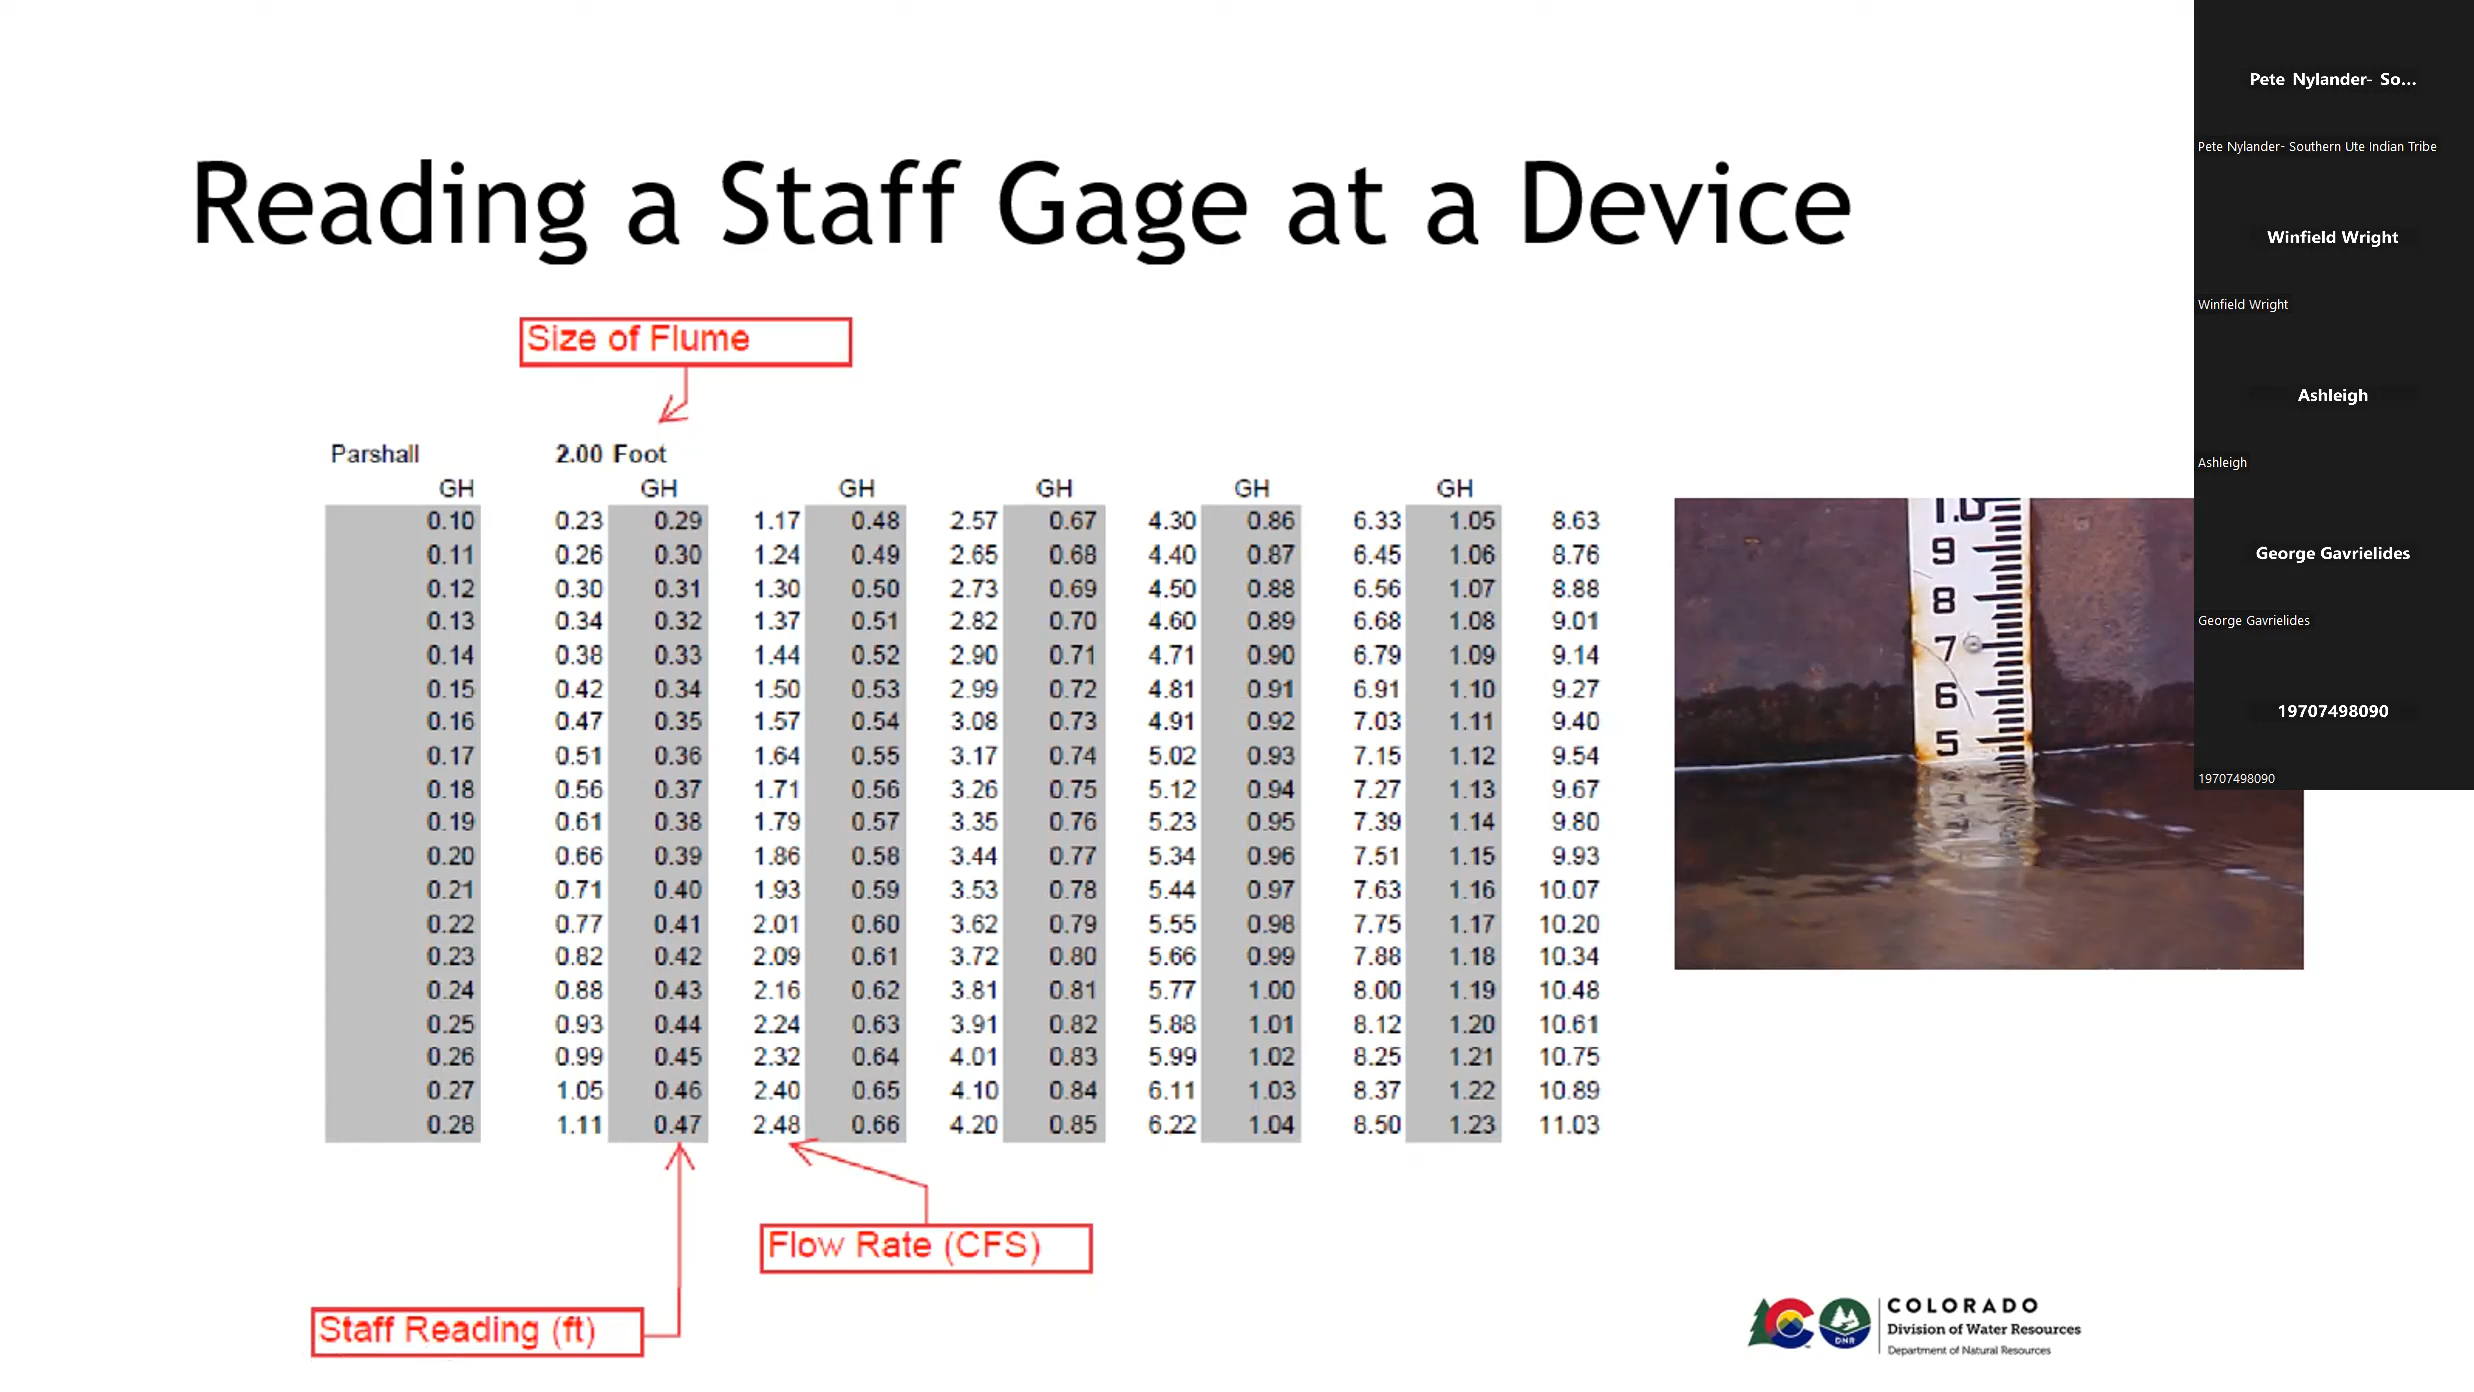 Reading a Staff Gage at a Device
Size of Flume
Parshall 2.00 Foot
GH GH GH GH GH GH
0.10 0.23 0.29 1.17 0.48 2.57 0.67 4.30 0.86 6.33 1.05 8.63
0.11 0.26 0.30 1.24 0.49 2.65 0.68 4.40 0.87 6.45 1.06 8.76
0.12 0.30 0.31 1.30 0.50 2.73 0.69 4.50 0.88 6.56 1.07 8.88
0.13 0.34 0.32 1.37 0.51 2.82 0.70 4.60 0.89 6.68 1.08 9.01
0.14 0.38 0.33 1.44 0.52 2.90 0.71 4.71 0.90 6.79 1.09 9.14
0.15 0.42 0.34 1.50 0.53 2.99 0.72 4.81 0.91 6.91 1.10 9.27
0.16 0.47 0.35 1.57 0.54 3.08 0.73 4.91 0.92 7.03 1.11 9.40
0.17 0.51 0.36 1.64 0.55 3.17 0.74 5.02 0.93 7.15 1.12 9.54
0.18 0.56 0.37 1.71 0.56 3.26 0.75 5.12 0.94 7.27 1.13 9.67
0.19 0.61 0.38 1.79 0.57 3.35 0.76 5.23 0.95 7.39 1.14 9.80
0.20 0.66 0.39 1.86 0.58 3.44 0.77 5.34 0.96 7.51 1.15 9.93
0.21 0.71 0.40 1.93 0.59 3.53 0.78 5.44 0.97 7.63 1.16 10.07
0.22 0.77 0.41 2.01 0.60 3.62 0.79 5.55 0.98 7.75 1.17 10.20
0.23 0.82 0.42 2.09 0.61 3.72 0.80 5.66 0.99 7.88 1.18 10.34
0.24 0.88 0.43 2.16 0.62 3.81 0.81 5.77 1.00 8.00 1.19 10.48
0.25 0.93 0.44 2.24 0.63 3.91 0.82 5.88 1.01 8.12 1.20 10.61
0.26 0.99 0.45 2.32 0.64 4.01 0.83 5.99 1.02 8.25 1.21 10.75
0.27 1.05 0.46 2.40 0.65 4.10 0.84 6.11 1.03 8.37 1.22 10.89
0.28 1.11 0.47 2.48 0.66 4.20 0.85 6.22 1.04 8.50 1.23 11.03
Flow Rate (CFS)
Staff Reading (ft)
1.0
9
8
7
6
5
COLORADO
Division of Water Resources
Department of Natural Resources
DNR
Pete Nylander- So...
Pete Nylander- Southern Ute Indian Tribe
Winfield Wright
Winfield Wright
Ashleigh
Ashleigh
George Gavrielides
George Gavrielides
19707498090
19707498090